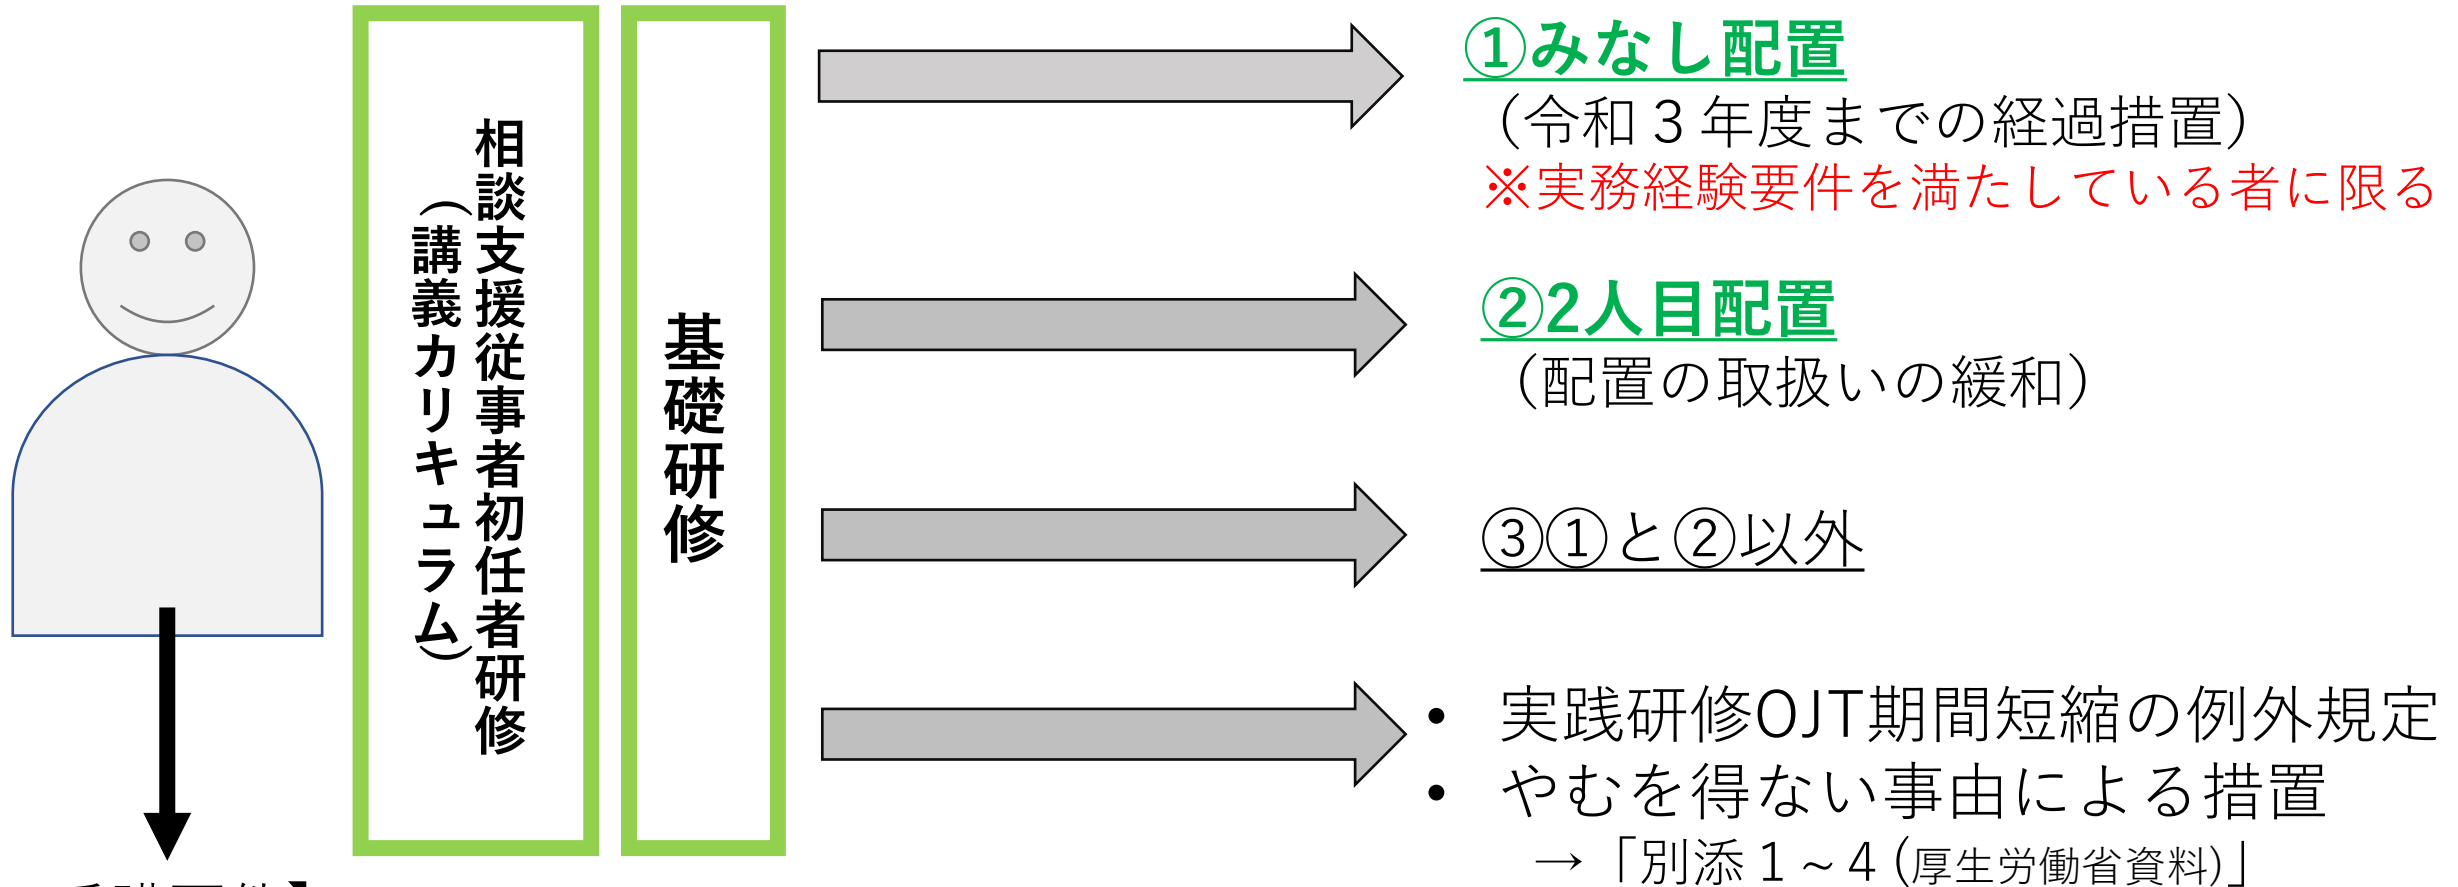 相談支援従事者初任者研修
（講義カリキュラム）
基礎研修
①みなし配置
（令和３年度までの経過措置）
※実務経験要件を満たしている者に限る
②2人目配置
（配置の取扱いの緩和）
③①と②以外
• 実践研修OJT期間短縮の例外規定
• やむを得ない事由による措置
→「別添１～４(厚生労働省資料)」